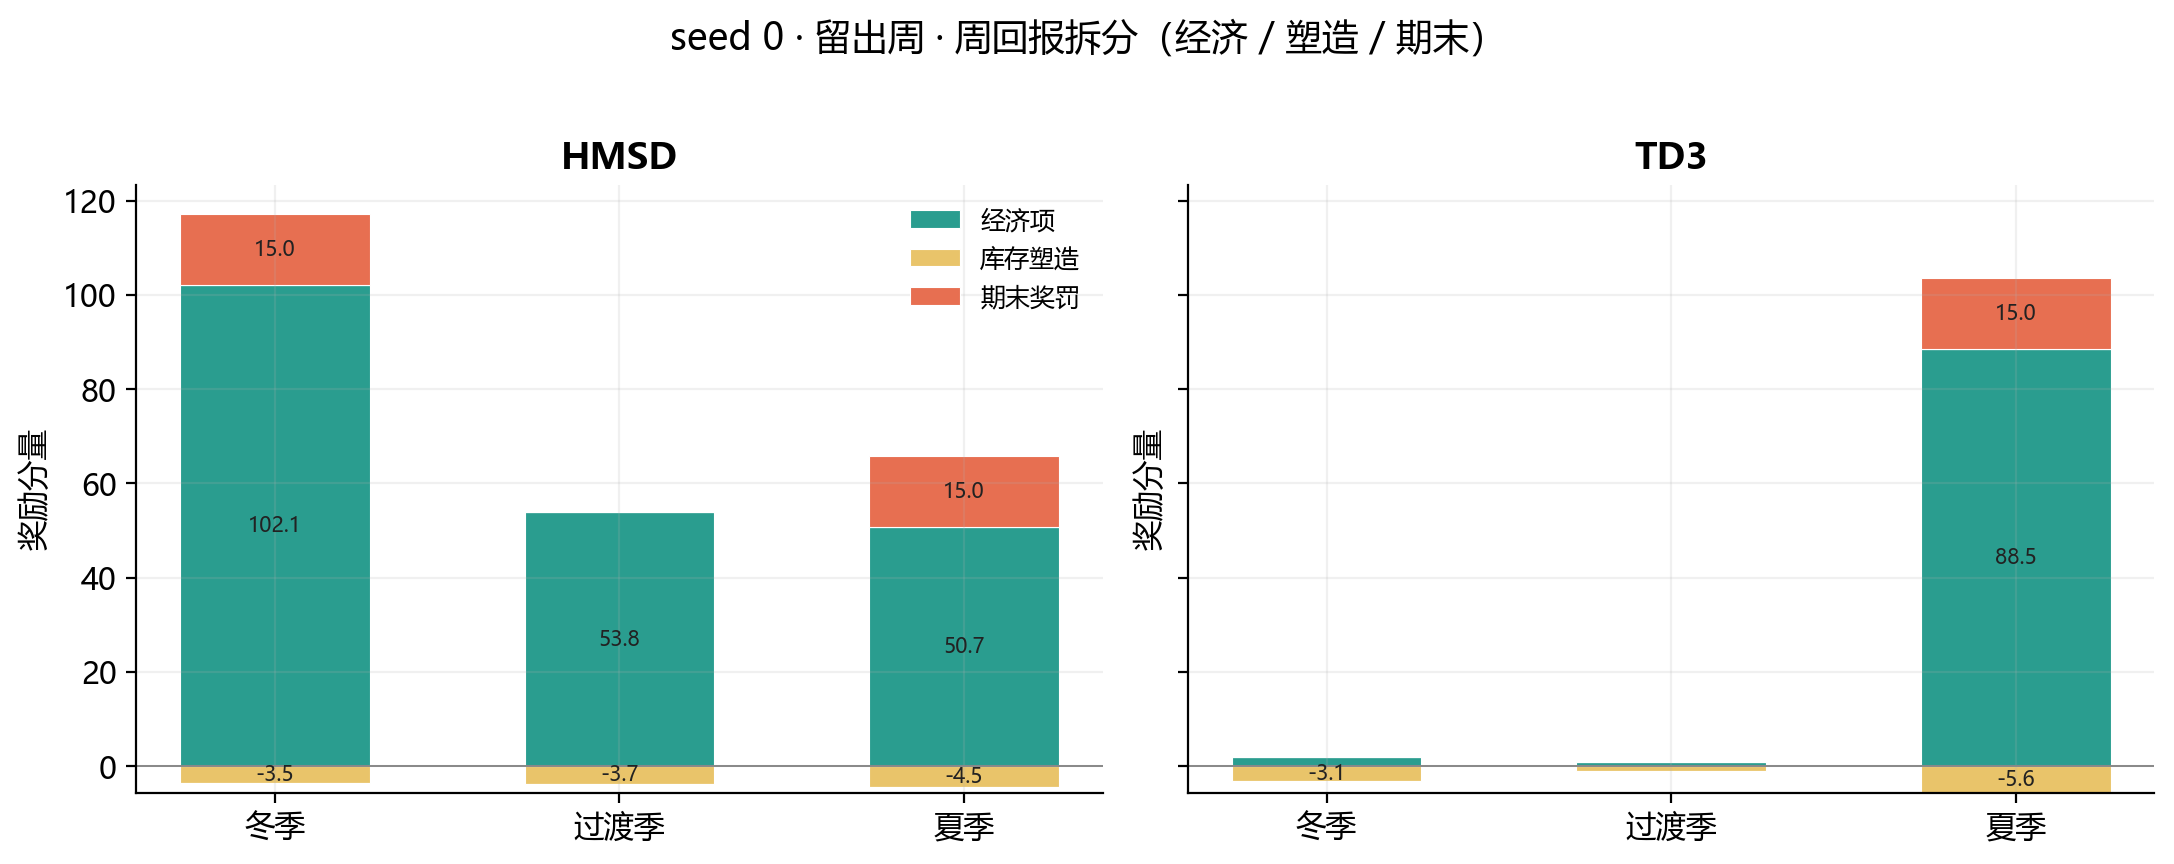 seed 0 · 留出周 · 周回报拆分（经济 / 塑造 / 期末）
HMSD
奖励分量
120
100
80
60
40
20
0
15.0
102.1
-3.5
53.8
-3.7
15.0
50.7
-4.5
经济项
库存塑造
期末奖罚
冬季
过渡季
夏季
TD3
奖励分量
-3.1
15.0
88.5
-5.6
冬季
过渡季
夏季